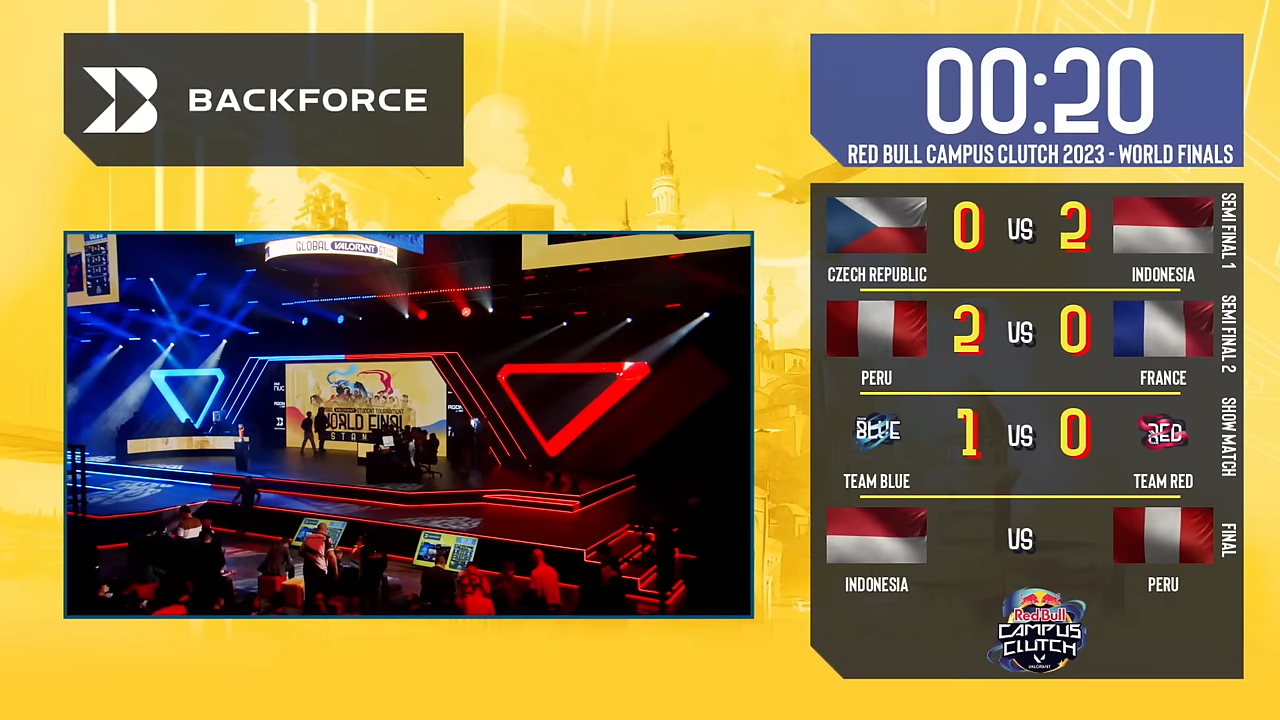 BACKFORCE
00:20
RED BULL CAMPUS CLUTCH 2023 - WORLD FINALS
CZECH REPUBLIC
0 VS 2
INDONESIA
SEMI FINAL 1
PERU
2 VS 0
FRANCE
SEMI FINAL 2
BLUE
TEAM BLUE
1 VS 0
RED
TEAM RED
SHOW MATCH
INDONESIA
VS
PERU
FINAL
Red Bull
CAMPUS
CLUTCH
VALORANT
GLOBAL VALORANT
STUDENT TOURNAMENT
WORLD FINAL